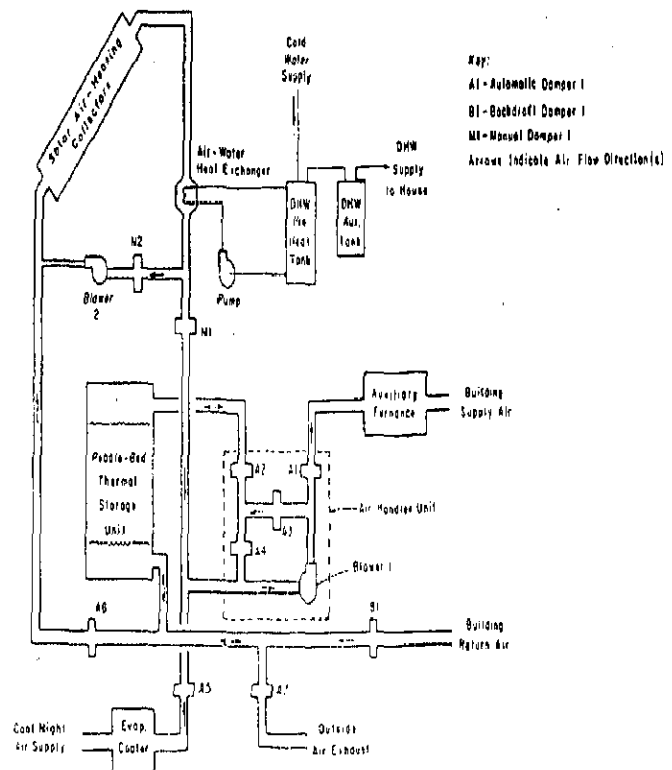 Solar Air-Heating
Collectors
Cold
Water
Supply
Key:
A1-Automatic Damper 1
B1-Backdraft Damper 1
M1-Manual Damper 1
Arrows Indicate Air Flow Direction(s)
Air-Water
Heat Exchanger
DHW
Supply
to House
DHW
Pre
Heat
Tank
DHW
Aux.
Tank
M2
Blower
2
Pump
M1
Auxiliary
Furnance
Building
Supply Air
Pebble-Bed
Thermal
Storage
Unit
A2
A1
A3
Air Handler Unit
A4
Blower 1
A6
B1
Building
Return Air
A5
A7
Cool Night
Air Supply
Evap.
Cooler
Outside
Air Exhaust